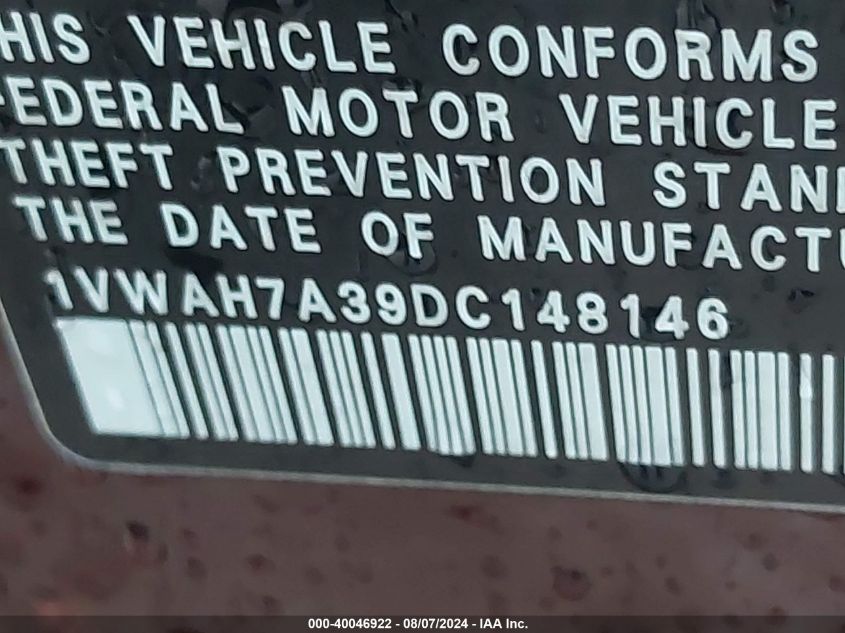 HIS VEHICLE CONFORMS
FEDERAL MOTOR VEHICLE
THEFT PREVENTION STAN
THE DATE OF MANUFACTU
1VWAH7A39DC148146
000-40046922 - 08/07/2024 - IAA Inc.